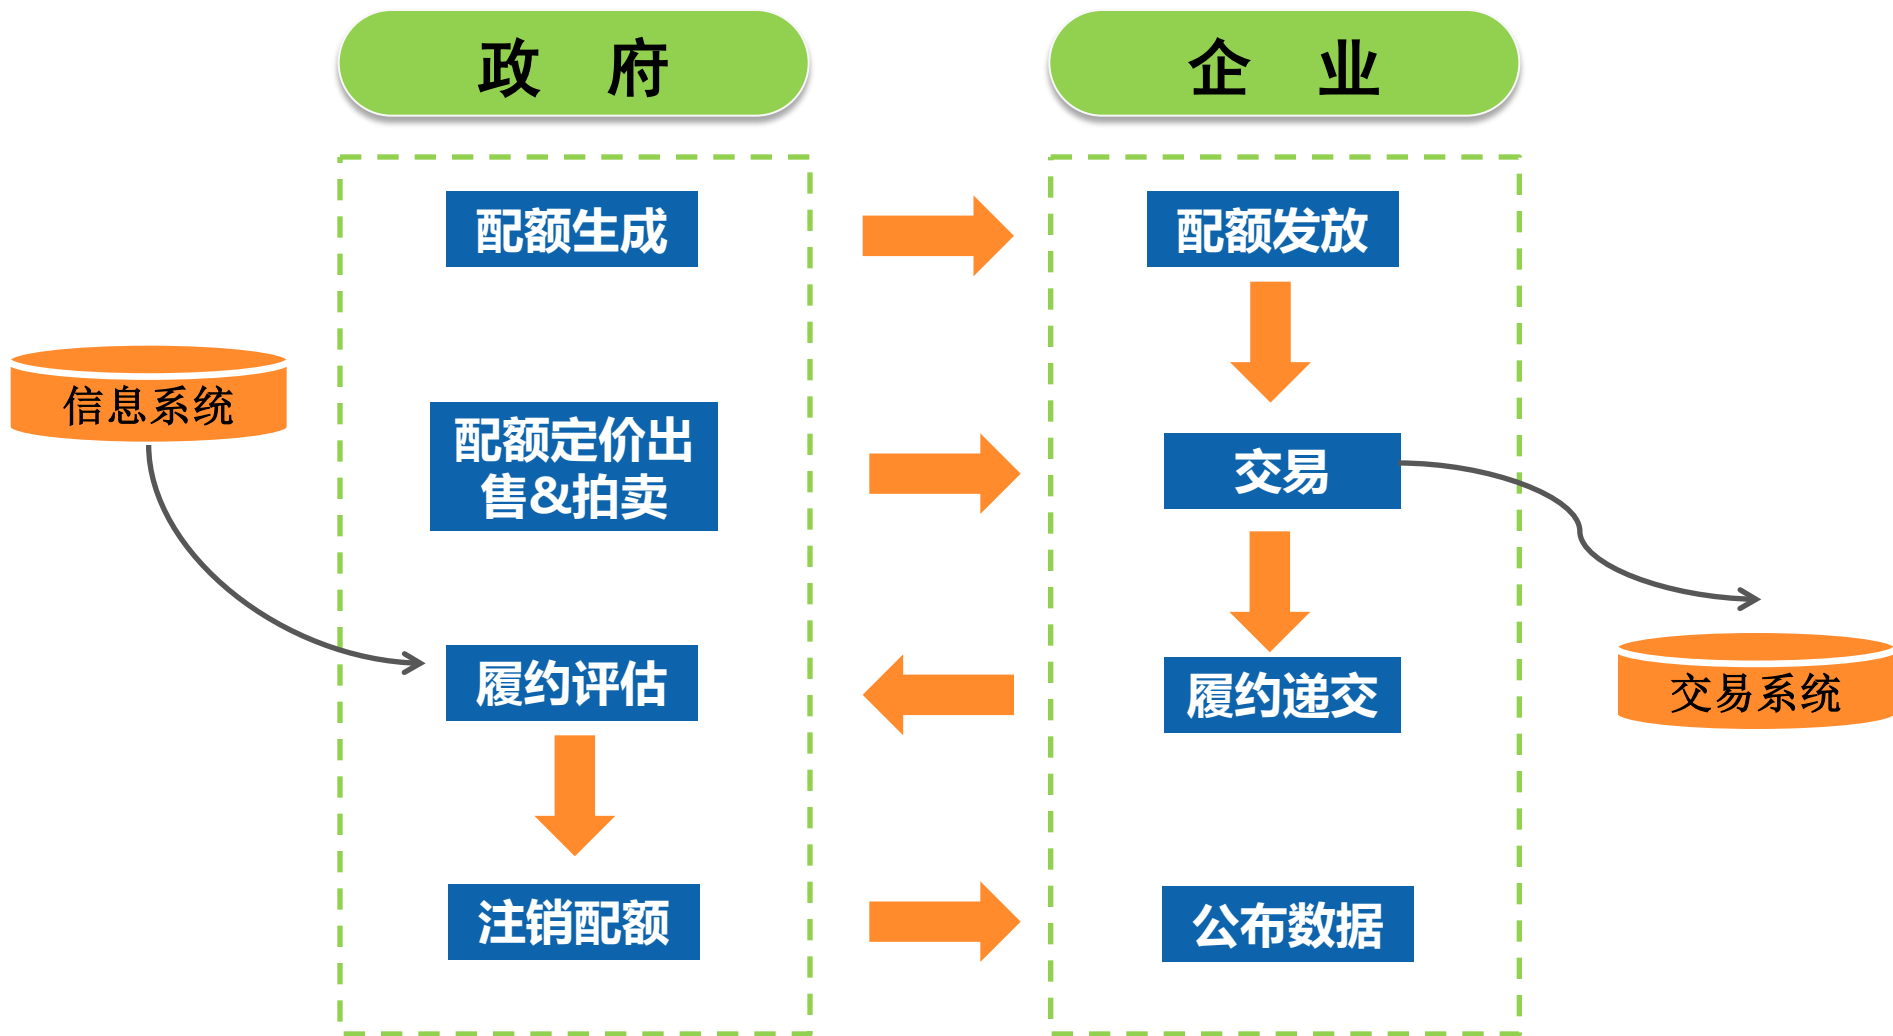 政 府
企 业
配额生成
配额发放
信息系统
配额定价出
售&拍卖
交易
履约评估
履约递交
交易系统
注销配额
公布数据